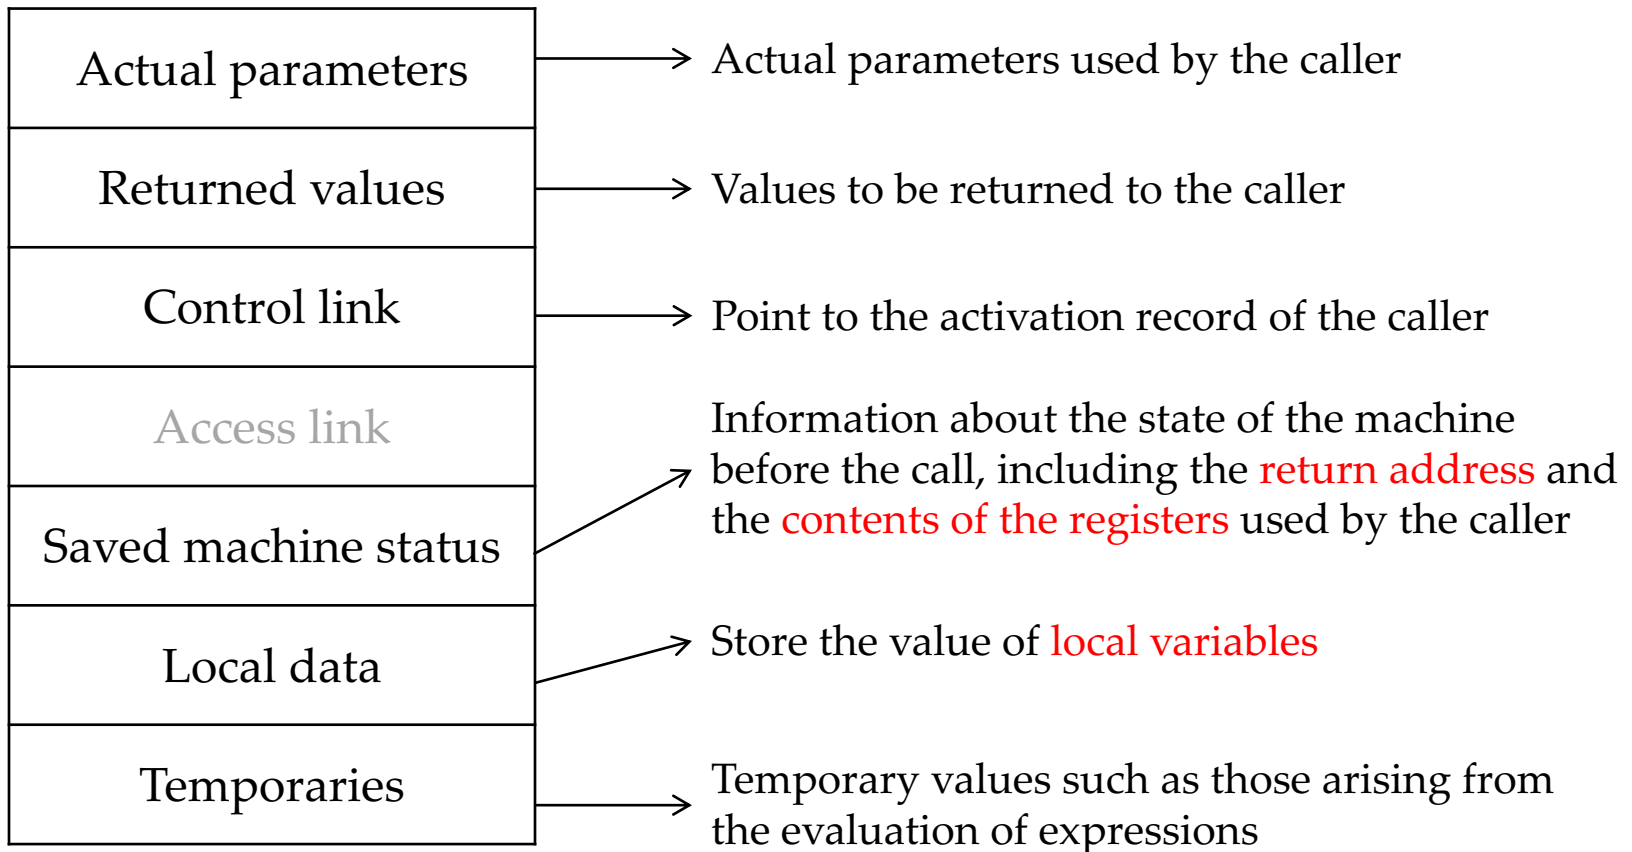 Actual parameters
Actual parameters used by the caller
Returned values
Values to be returned to the caller
Control link
Point to the activation record of the caller
Access link
Saved machine status
Information about the state of the machine
before the call, including the return address and
the contents of the registers used by the caller
Local data
Store the value of local variables
Temporaries
Temporary values such as those arising from
the evaluation of expressions